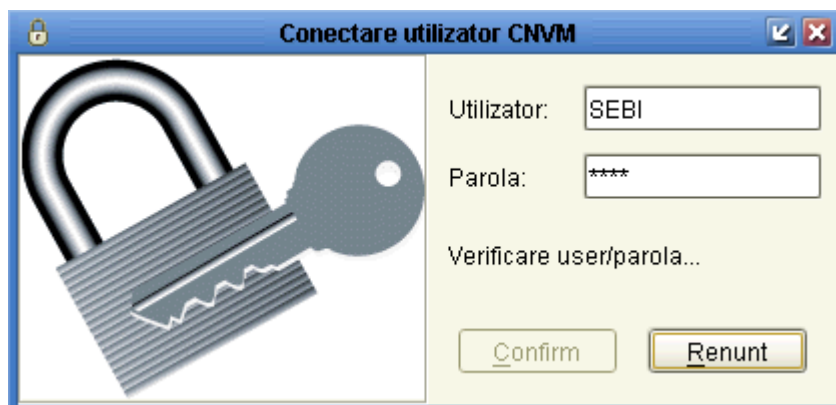 Conectare utilizator CNVM
Utilizator: SEBI
Parola: ****
Verificare user/parola...
Confirm Renunt